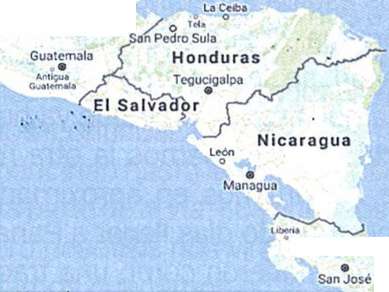 La Ceiba
Tela
San Pedro Sula
Honduras
Guatemala
Antigua
Guatemala
Tegucigalpa
El Salvador
Nicaragua
León
Managua
Liberia
San José